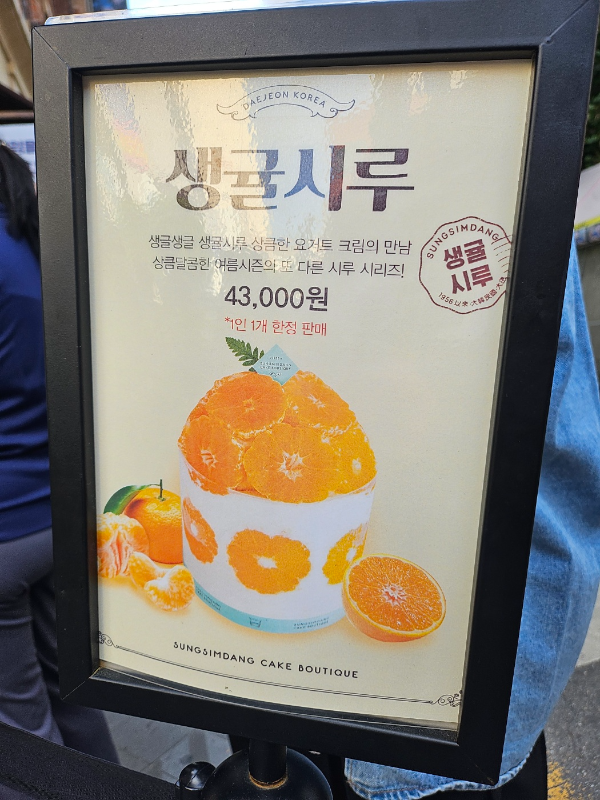 DAEJEON KOREA
생귤시루
생글생글 생귤시루 상큼한 요거트 크림의 만남
상큼달콤한 여름시즌의 또 다른 시루 시리즈!
43,000원
*1인 1개 한정 판매
SUNGSIMDANG
생귤
시루
SUNGSIMDANG CAKE BOUTIQUE